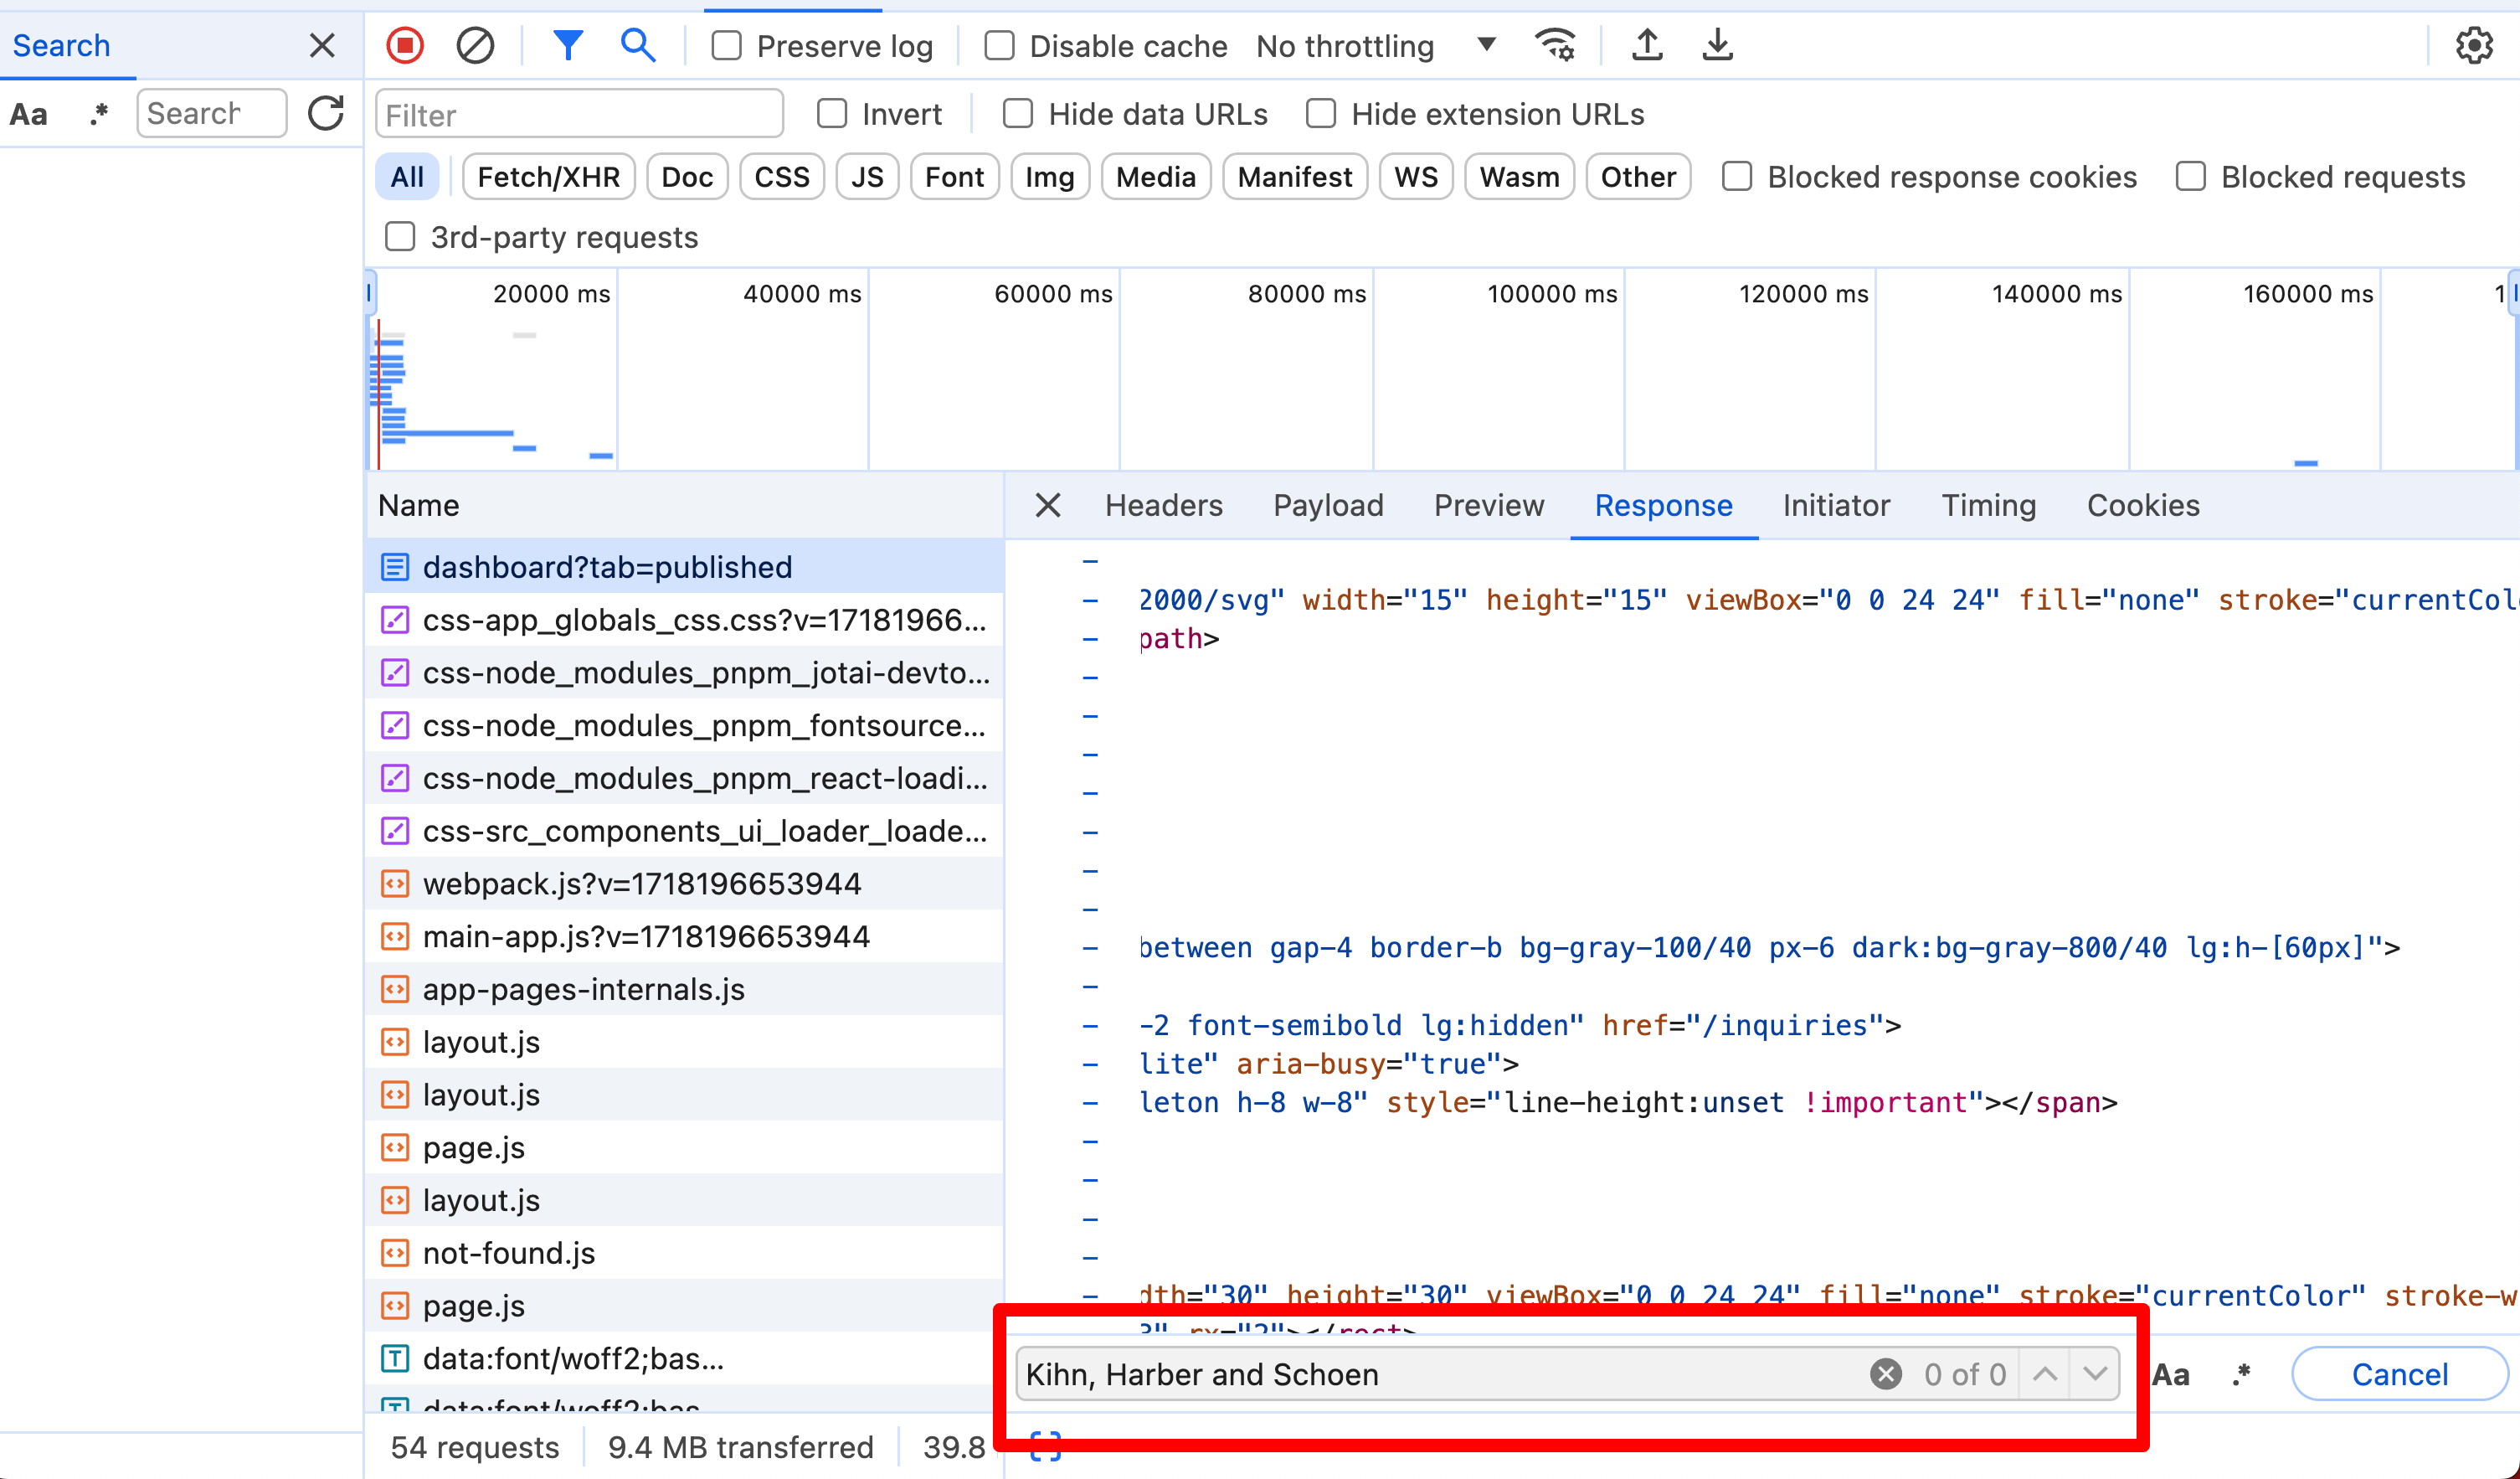 Search
Preserve log
Disable cache
No throttling
Aa .* Search
Filter
Invert
Hide data URLs
Hide extension URLs
All Fetch/XHR Doc CSS JS Font Img Media Manifest WS Wasm Other
Blocked response cookies
Blocked requests
3rd-party requests
20000 ms 40000 ms 60000 ms 80000 ms 100000 ms 120000 ms 140000 ms 160000 ms
Name
dashboard?tab=published
css-app_globals_css.css?v=17181966...
css-node_modules_pnpm_jotai-devto...
css-node_modules_pnpm_fontsource...
css-node_modules_pnpm_react-loadi...
css-src_components_ui_loader_loade...
webpack.js?v=1718196653944
main-app.js?v=1718196653944
app-pages-internals.js
layout.js
layout.js
page.js
layout.js
not-found.js
page.js
data:font/woff2;bas...
data:font/woff2;bas...
54 requests 9.4 MB transferred 39.8
Headers Payload Preview Response Initiator Timing Cookies
-
- 2000/svg" width="15" height="15" viewBox="0 0 24 24" fill="none" stroke="currentCol
- path>
-
-
-
-
-
-
-
- between gap-4 border-b bg-gray-100/40 px-6 dark:bg-gray-800/40 lg:h-[60px]">
-
- -2 font-semibold lg:hidden" href="/inquiries">
- lite" aria-busy="true">
- leton h-8 w-8" style="line-height:unset !important"></span>
-
-
-
-
- dth="30" height="30" viewBox="0 0 24 24" fill="none" stroke="currentColor" stroke-w
3" rx="2"></rect>
Kihn, Harber and Schoen 0 of 0 Aa .* Cancel
{ }